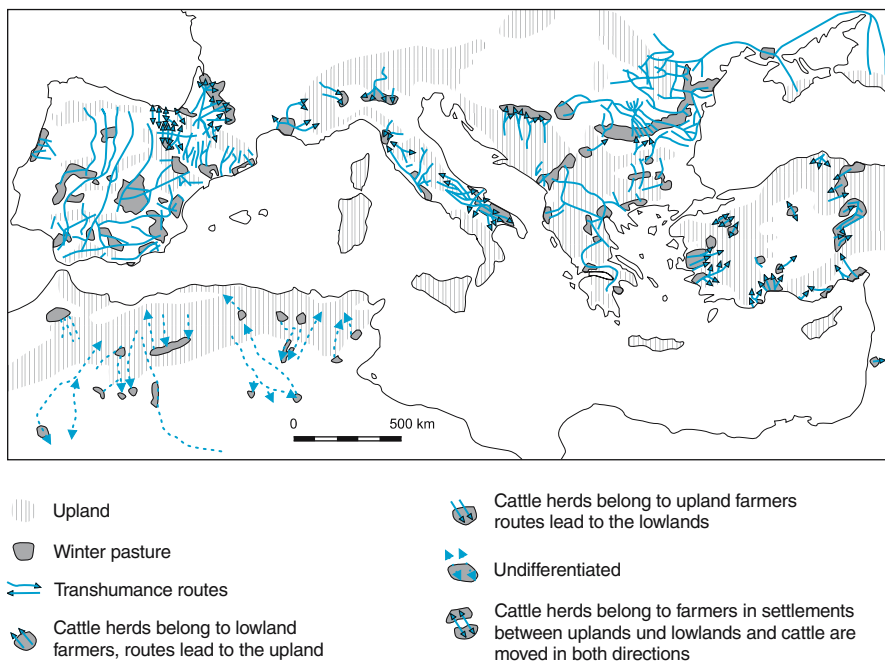 0
500 km
Upland
Winter pasture
Transhumance routes
Cattle herds belong to lowland
farmers, routes lead to the upland
Cattle herds belong to upland farmers
routes lead to the lowlands
Undifferentiated
Cattle herds belong to farmers in settlements
between uplands und lowlands and cattle are
moved in both directions